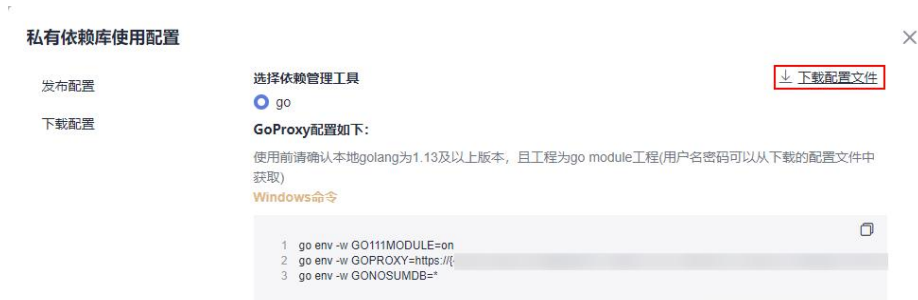 私有依赖库使用配置
发布配置
下载配置
选择依赖管理工具
下载配置文件
go
GoProxy配置如下：
使用前请确认本地golang为1.13及以上版本，且工程为go module工程(用户名密码可以从下载的配置文件中
获取)
Windows命令
1 go env -w GO111MODULE=on
2 go env -w GOPROXY=https://{
3 go env -w GONOSUMDB=*